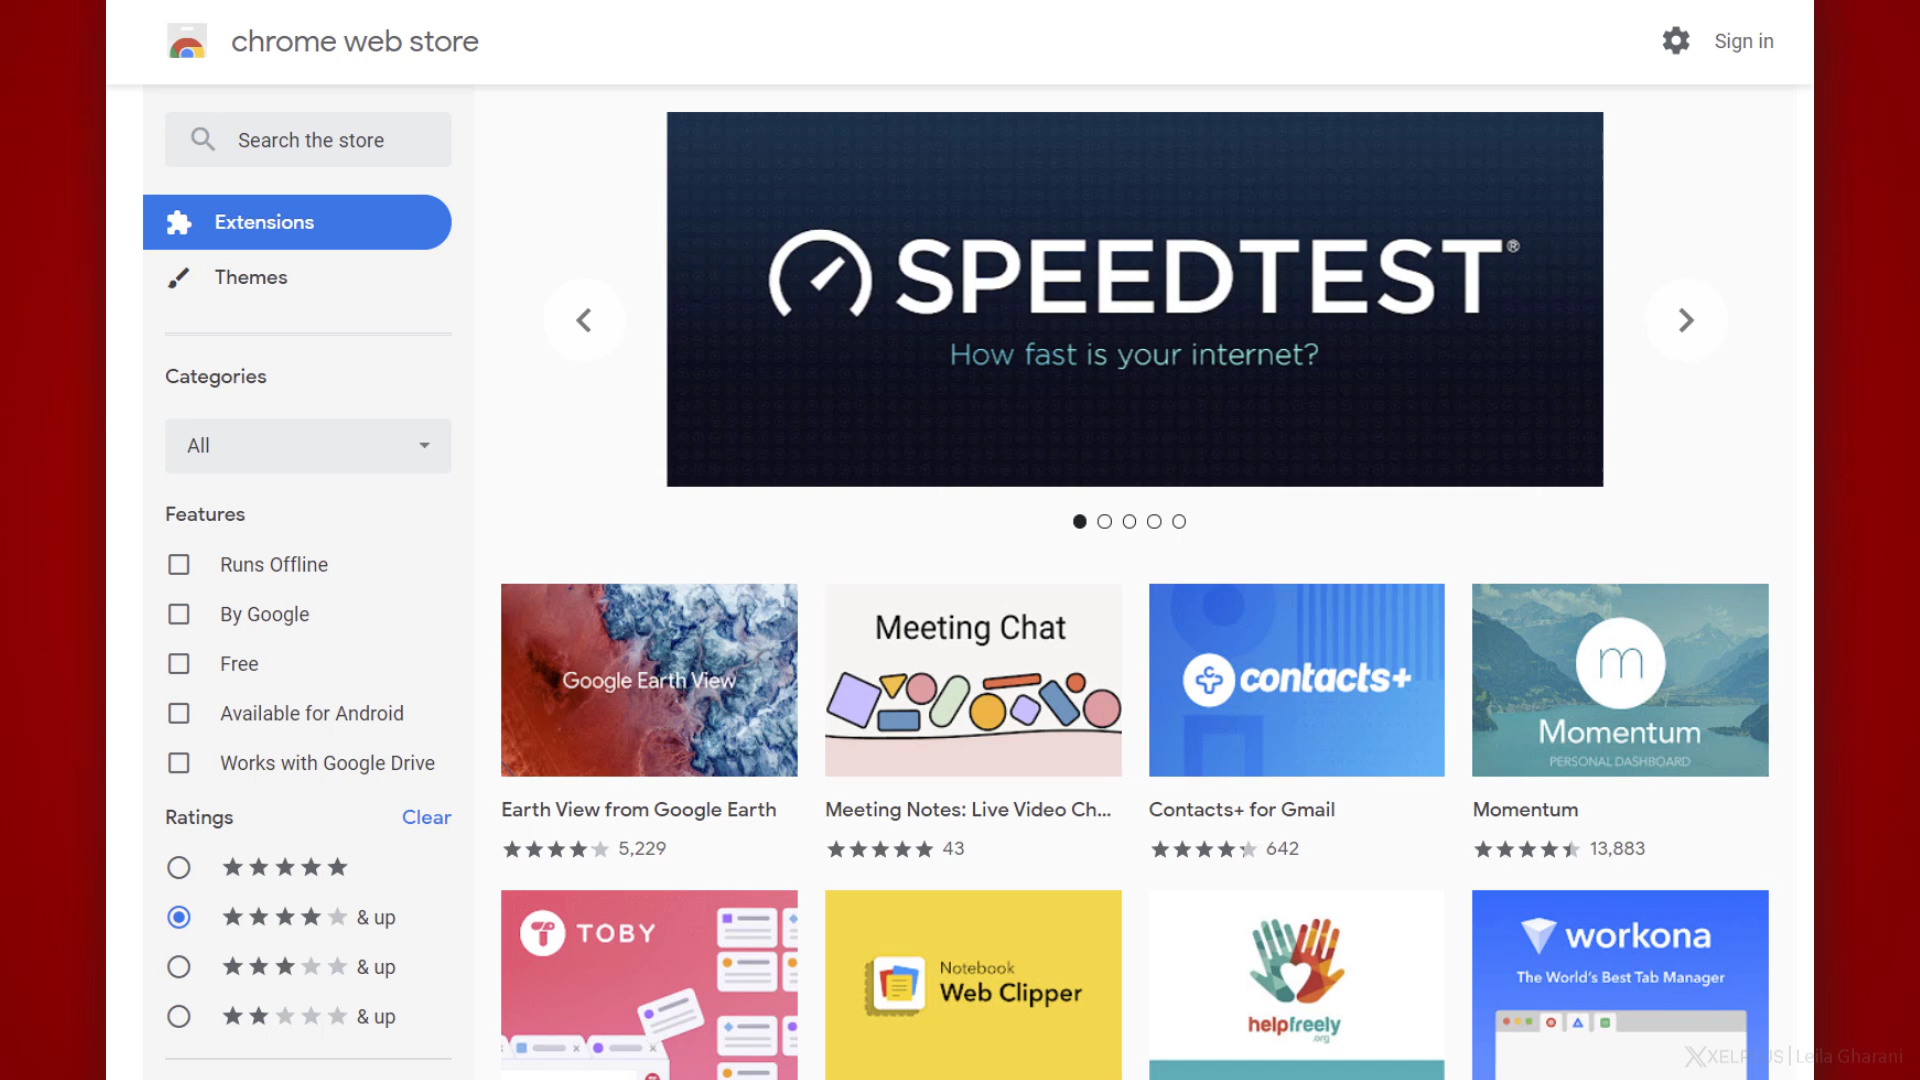 chrome web store
Sign in
Search the store
Extensions
Themes
Categories
All
Features
Runs Offline
By Google
Free
Available for Android
Works with Google Drive
Ratings Clear
& up
& up
& up
SPEEDTEST®
How fast is your internet?
Google Earth View
Earth View from Google Earth
5,229
Meeting Chat
Meeting Notes: Live Video Ch...
43
contacts+
Contacts+ for Gmail
642
m
Momentum
PERSONAL DASHBOARD
Momentum
13,883
TOBY
Notebook
Web Clipper
helpfreely
.org
workona
The World's Best Tab Manager
Leila Gharani